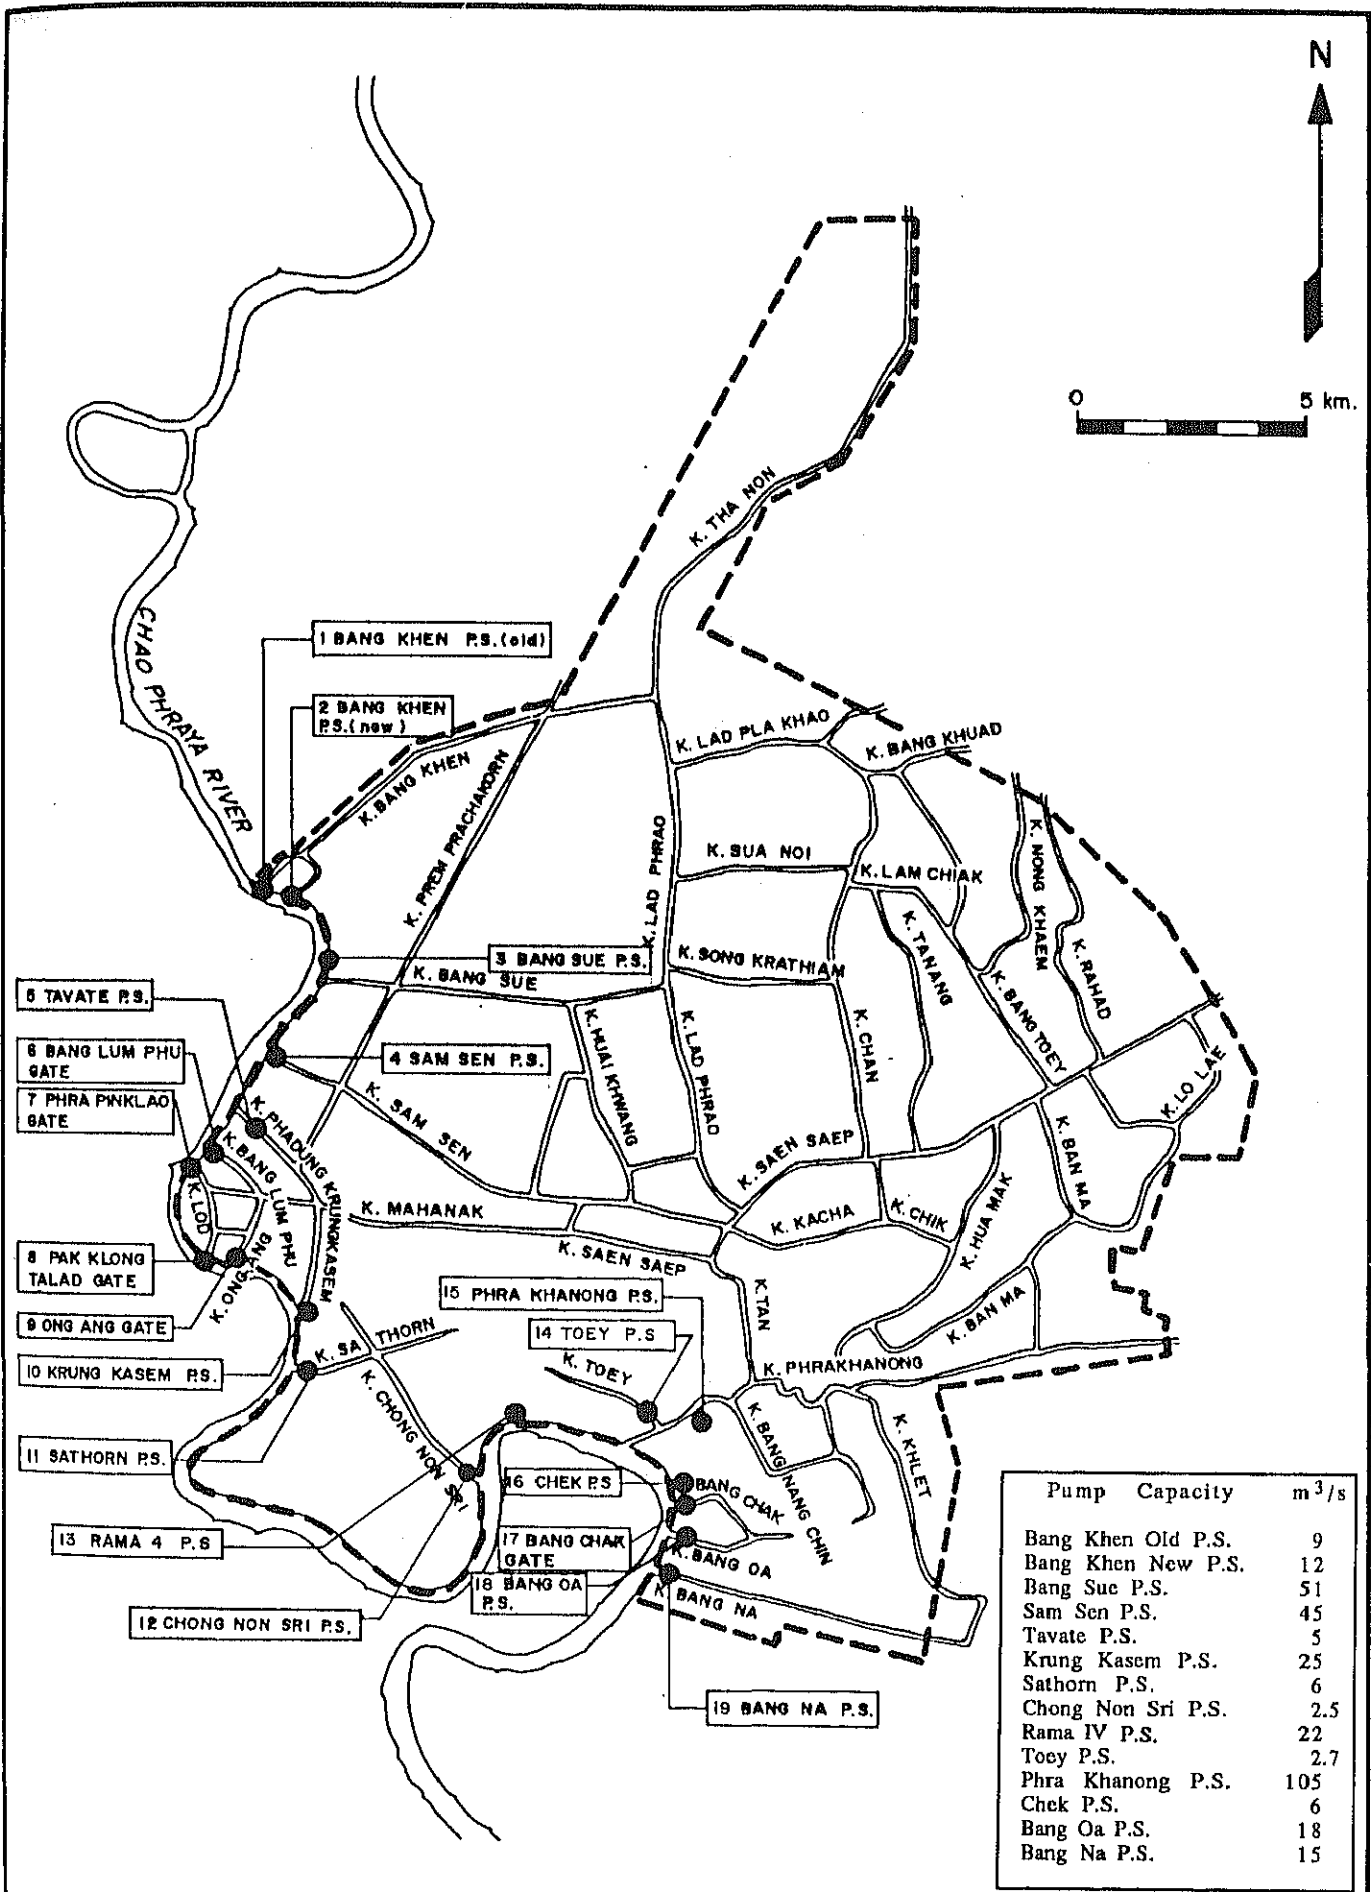 N
0 5 km.
K. THA NON
CHAO PHRAYA RIVER
1 BANG KHEN P.S.(old)
2 BANG KHEN
P.S.(new)
K. LAD PLA KHAO
K. BANG KHUAD
K. BANG KHEN
K. PREM PRACHAKORN
K. LAD PHRAO
K. SUA NOI
K. LAM CHIAK
K. NONG KHAEM
K. RAHAD
K. TANANG
3 BANG SUE P.S.
K. BANG SUE
K. SONG KRATHIAM
K. BANG TOEY
5 TAVATE P.S.
6 BANG LUM PHU
GATE
7 PHRA PINKLAO
GATE
4 SAM SEN P.S.
K. HUAI KHWANG
K. LAD PHRAO
K. CHAN
K. LO LAE
K. SAM SEN
K. PHADUNG KRUNGKASEM
K. BANG LUM PHU
K. LOD
K. SAEN SAEP
K. BAN MA
K. MAHANAK
K. KACHA
K. CHIK
K. HUA MAK
8 PAK KLONG
TALAD GATE
K. ONG ANG
K. SAEN SAEP
9 ONG ANG GATE
15 PHRA KHANONG P.S.
K. TAN
K. BAN MA
14 TOEY P.S
10 KRUNG KASEM P.S.
K. SA THORN
K. TOEY
K. PHRAKHANONG
K. CHONG NON SRI
K. BANG NANG CHIN
K. KHLET
11 SATHORN P.S.
16 CHEK P.S
BANG CHAK
13 RAMA 4 P.S
17 BANG CHAK
GATE
K. BANG OA
18 BANG OA
P.S.
K BANG NA
12 CHONG NON SRI P.S.
19 BANG NA P.S.
Pump Capacity m³/s
Bang Khen Old P.S. 9
Bang Khen New P.S. 12
Bang Sue P.S. 51
Sam Sen P.S. 45
Tavate P.S. 5
Krung Kasem P.S. 25
Sathorn P.S. 6
Chong Non Sri P.S. 2.5
Rama IV P.S. 22
Toey P.S. 2.7
Phra Khanong P.S. 105
Chek P.S. 6
Bang Oa P.S. 18
Bang Na P.S. 15